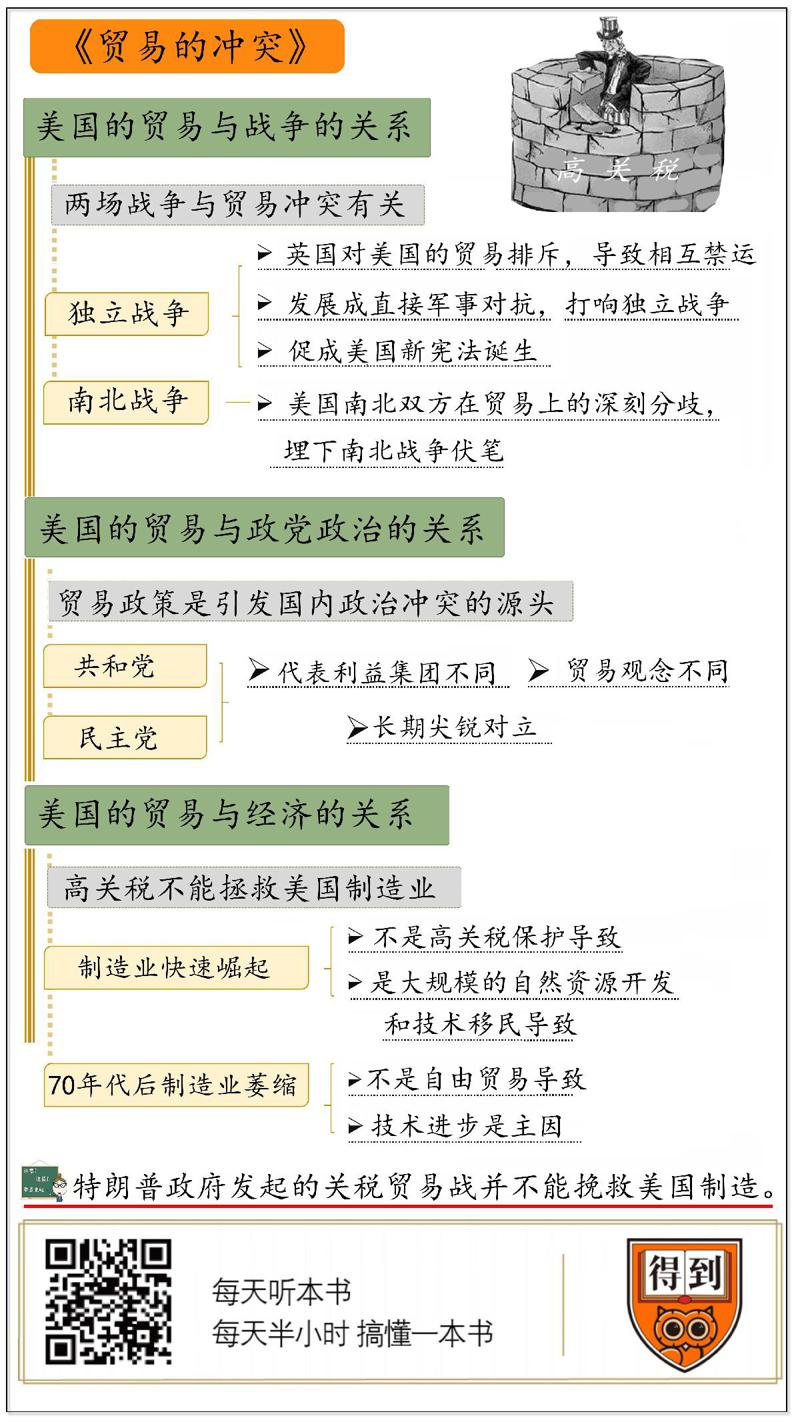 《贸易的冲突》
高关税
美国的贸易与战争的关系
两场战争与贸易冲突有关
独立战争
英国对美国的贸易排斥，导致相互禁运
发展成直接军事对抗，打响独立战争
促成美国新宪法诞生
南北战争
美国南北双方在贸易上的深刻分歧，
埋下南北战争伏笔
美国的贸易与政党政治的关系
贸易政策是引发国内政治冲突的源头
共和党
民主党
代表利益集团不同
贸易观念不同
长期尖锐对立
美国的贸易与经济的关系
高关税不能拯救美国制造业
制造业快速崛起
不是高关税保护导致
是大规模的自然资源开发
和技术移民导致
70年代后制造业萎缩
不是自由贸易导致
技术进步是主因
特朗普政府发起的关税贸易战并不能挽救美国制造。
每天听本书
每天半小时 搞懂一本书
得到